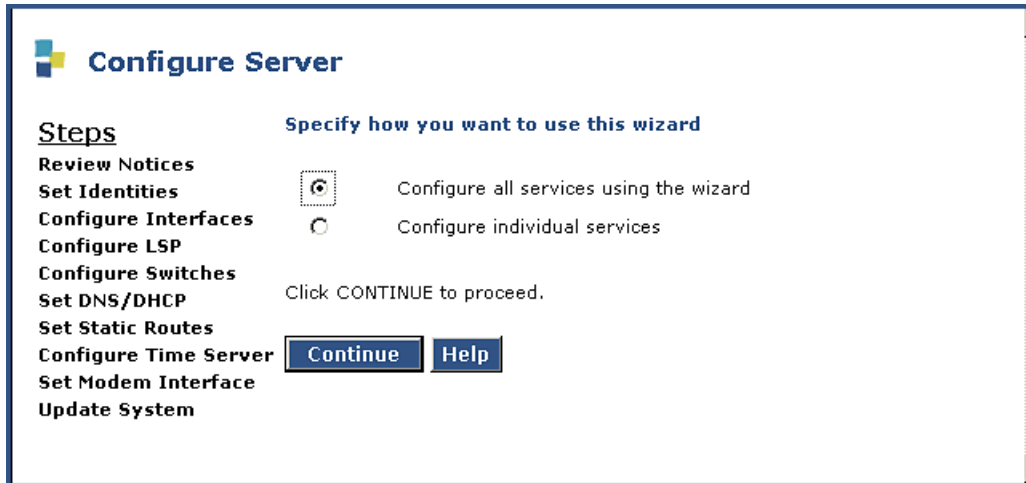 Configure Server
Steps
Review Notices
Set Identities
Configure Interfaces
Configure LSP
Configure Switches
Set DNS/DHCP
Set Static Routes
Configure Time Server
Set Modem Interface
Update System
Specify how you want to use this wizard
Configure all services using the wizard
Configure individual services
Click CONTINUE to proceed.
Continue
Help